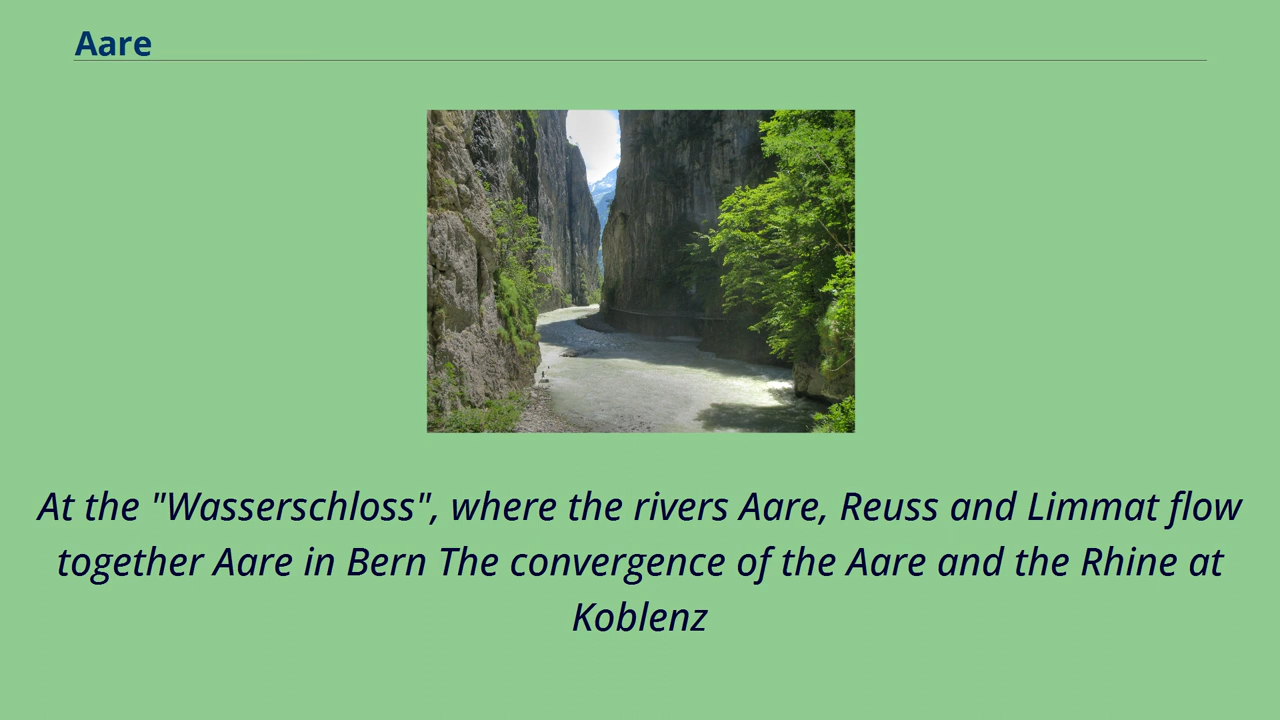 Aare
At the "Wasserschloss", where the rivers Aare, Reuss and Limmat flow
together Aare in Bern The convergence of the Aare and the Rhine at
Koblenz